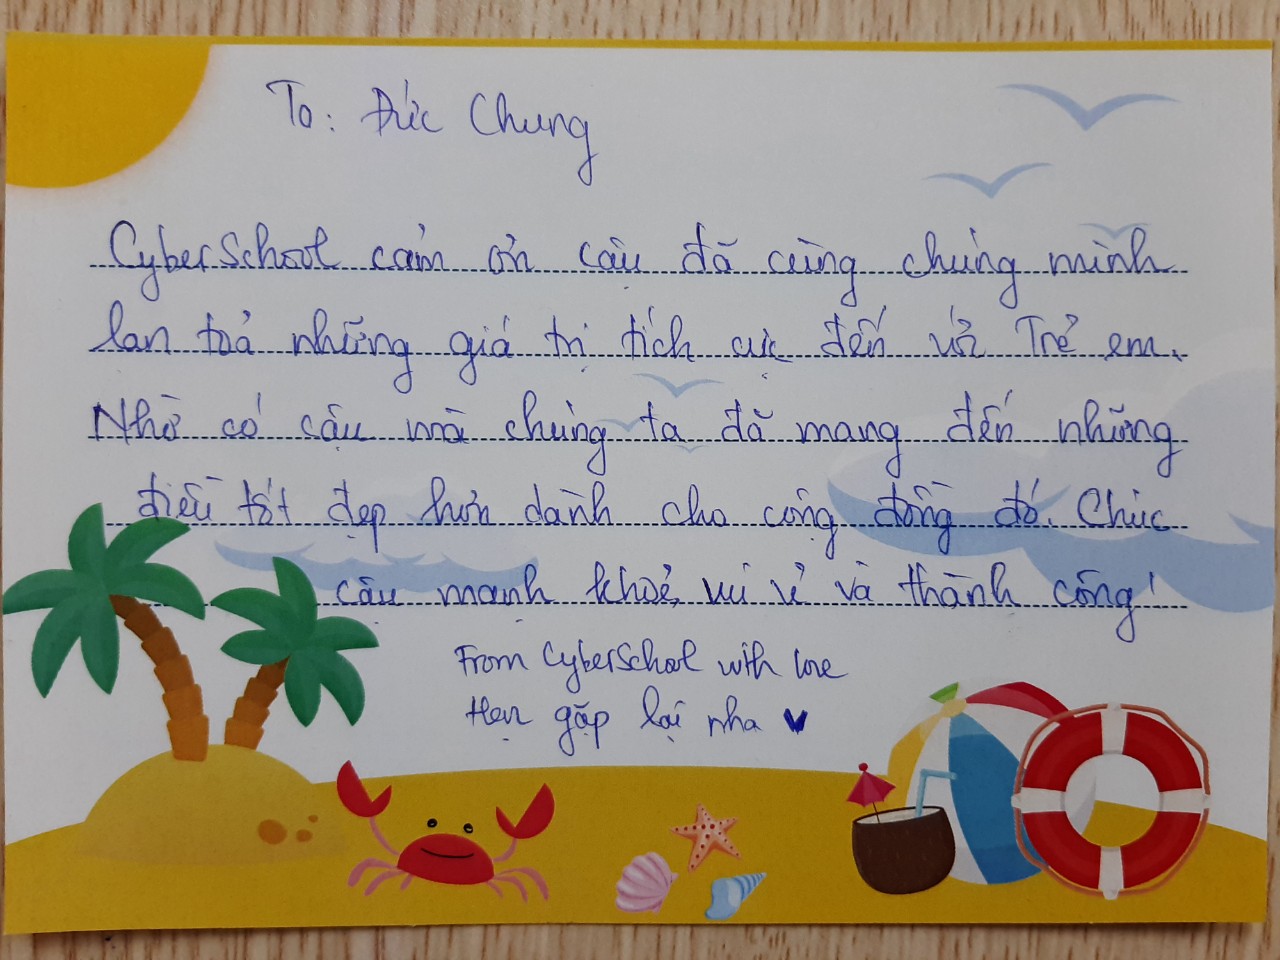 To: Đức Chung
CyberSchool cảm ơn cậu đã cùng chúng mình
lan toả những giá trị tích cực đến với Trẻ em.
Nhờ có cậu mà chúng ta đã mang đến những
điều tốt đẹp hơn dành cho cộng đồng đó. Chúc
cậu mạnh khoẻ, vui vẻ và thành công!
From CyberSchool with love
Hẹn gặp lại nha ♥